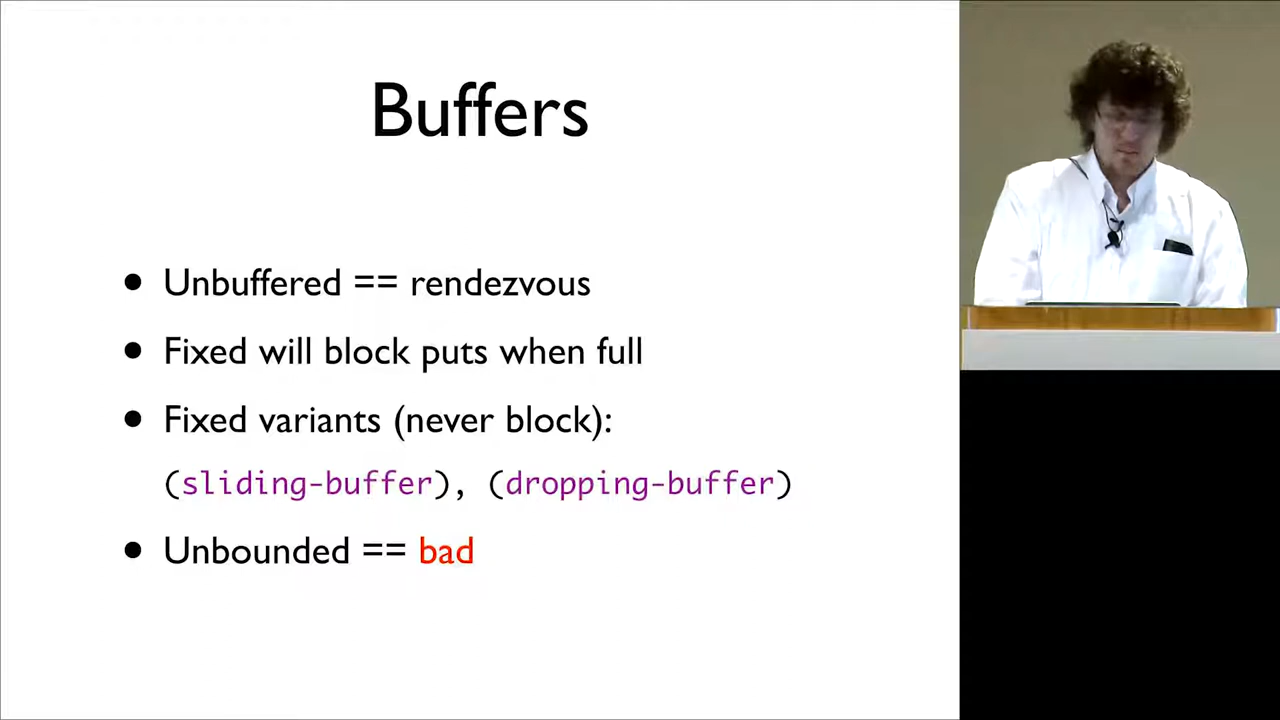 Buffers
• Unbuffered == rendezvous
• Fixed will block puts when full
• Fixed variants (never block):
(sliding-buffer), (dropping-buffer)
• Unbounded == bad